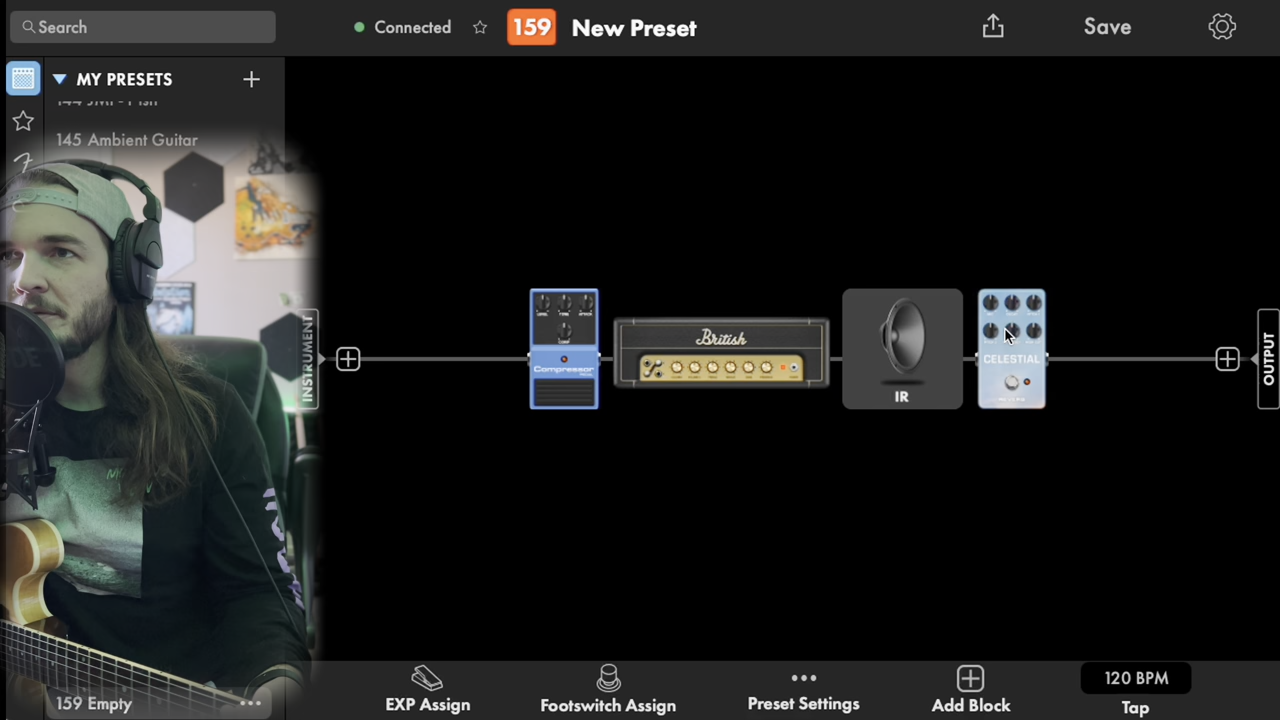 Search
Connected
159
New Preset
Save
MY PRESETS
145 Ambient Guitar
INSTRUMENT
Compressor
British
IR
CELESTIAL
OUTPUT
159 Empty
EXP Assign
Footswitch Assign
Preset Settings
Add Block
120 BPM
Tap